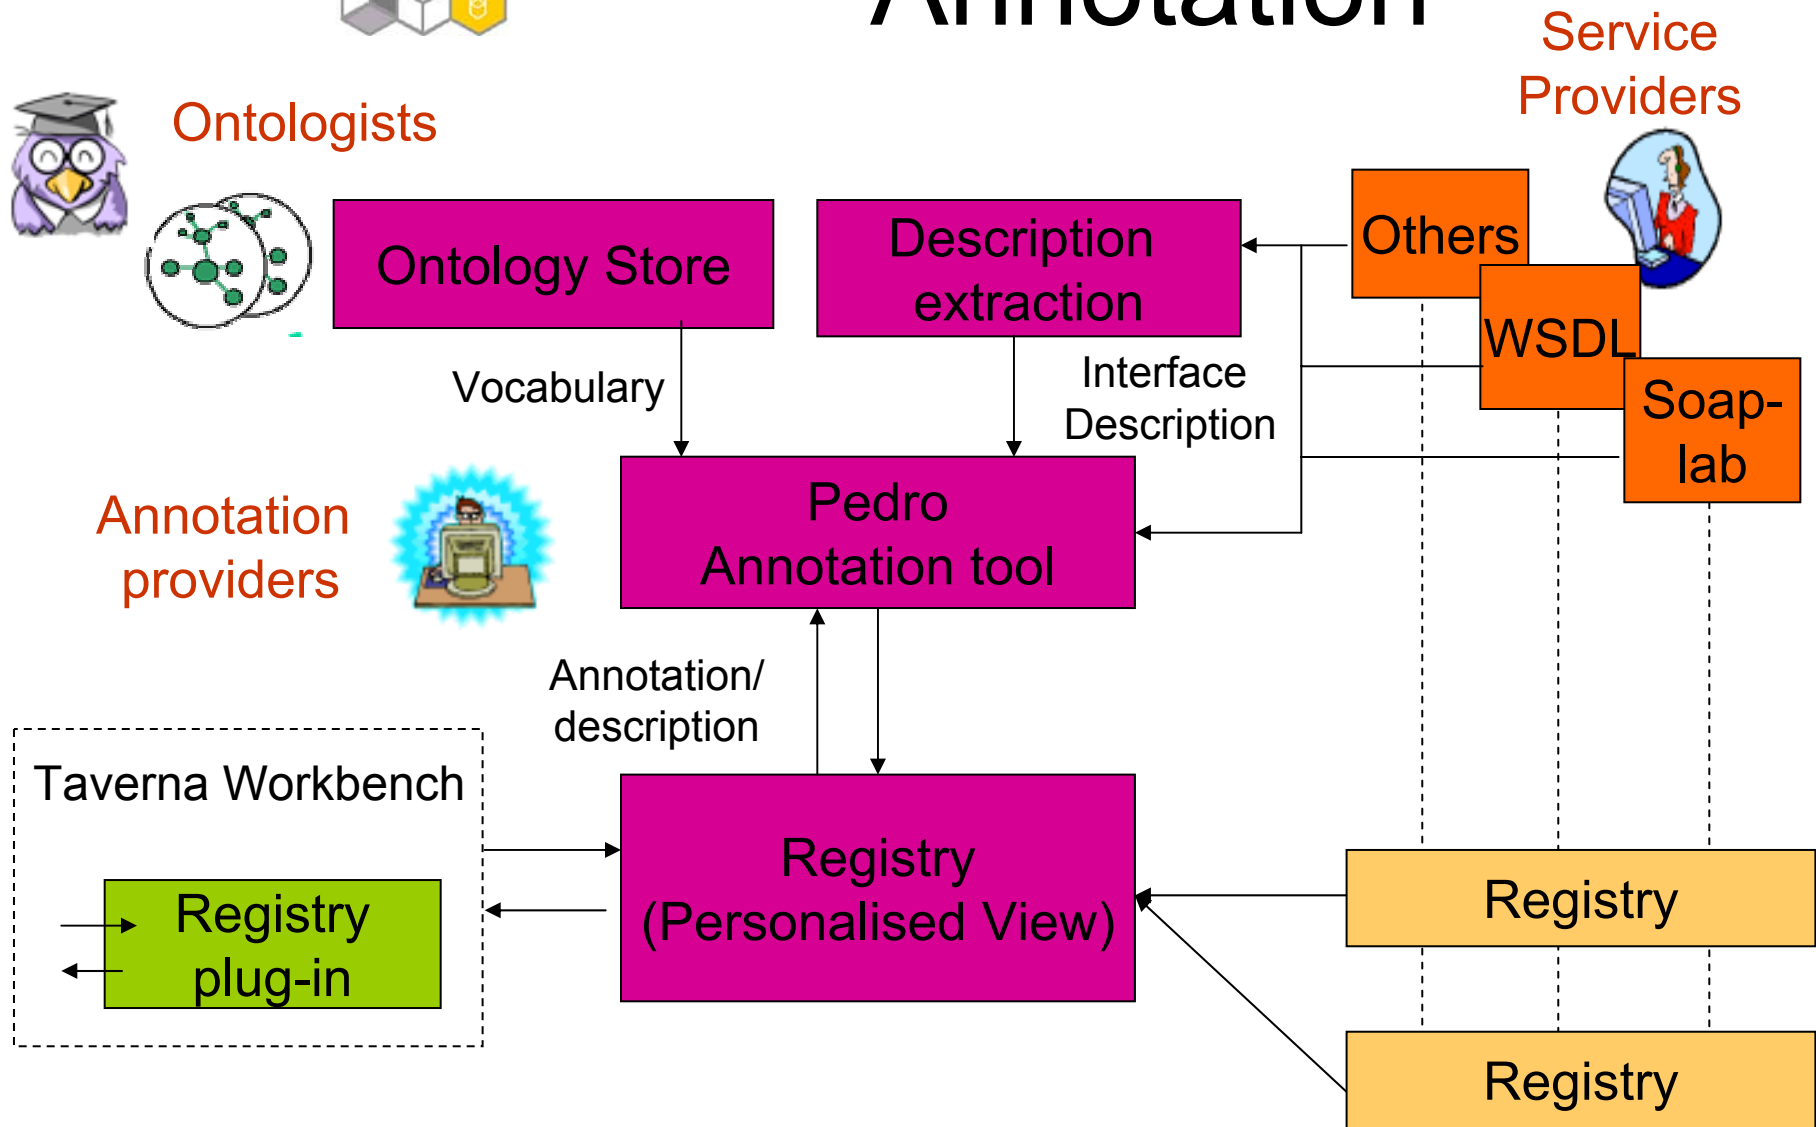 Annotation
Service
Providers
Ontologists
Ontology Store
Description
extraction
Others
WSDL
Soap-
lab
Vocabulary
Interface
Description
Annotation
providers
Pedro
Annotation tool
Annotation/
description
Taverna Workbench
Registry
plug-in
Registry
(Personalised View)
Registry
Registry